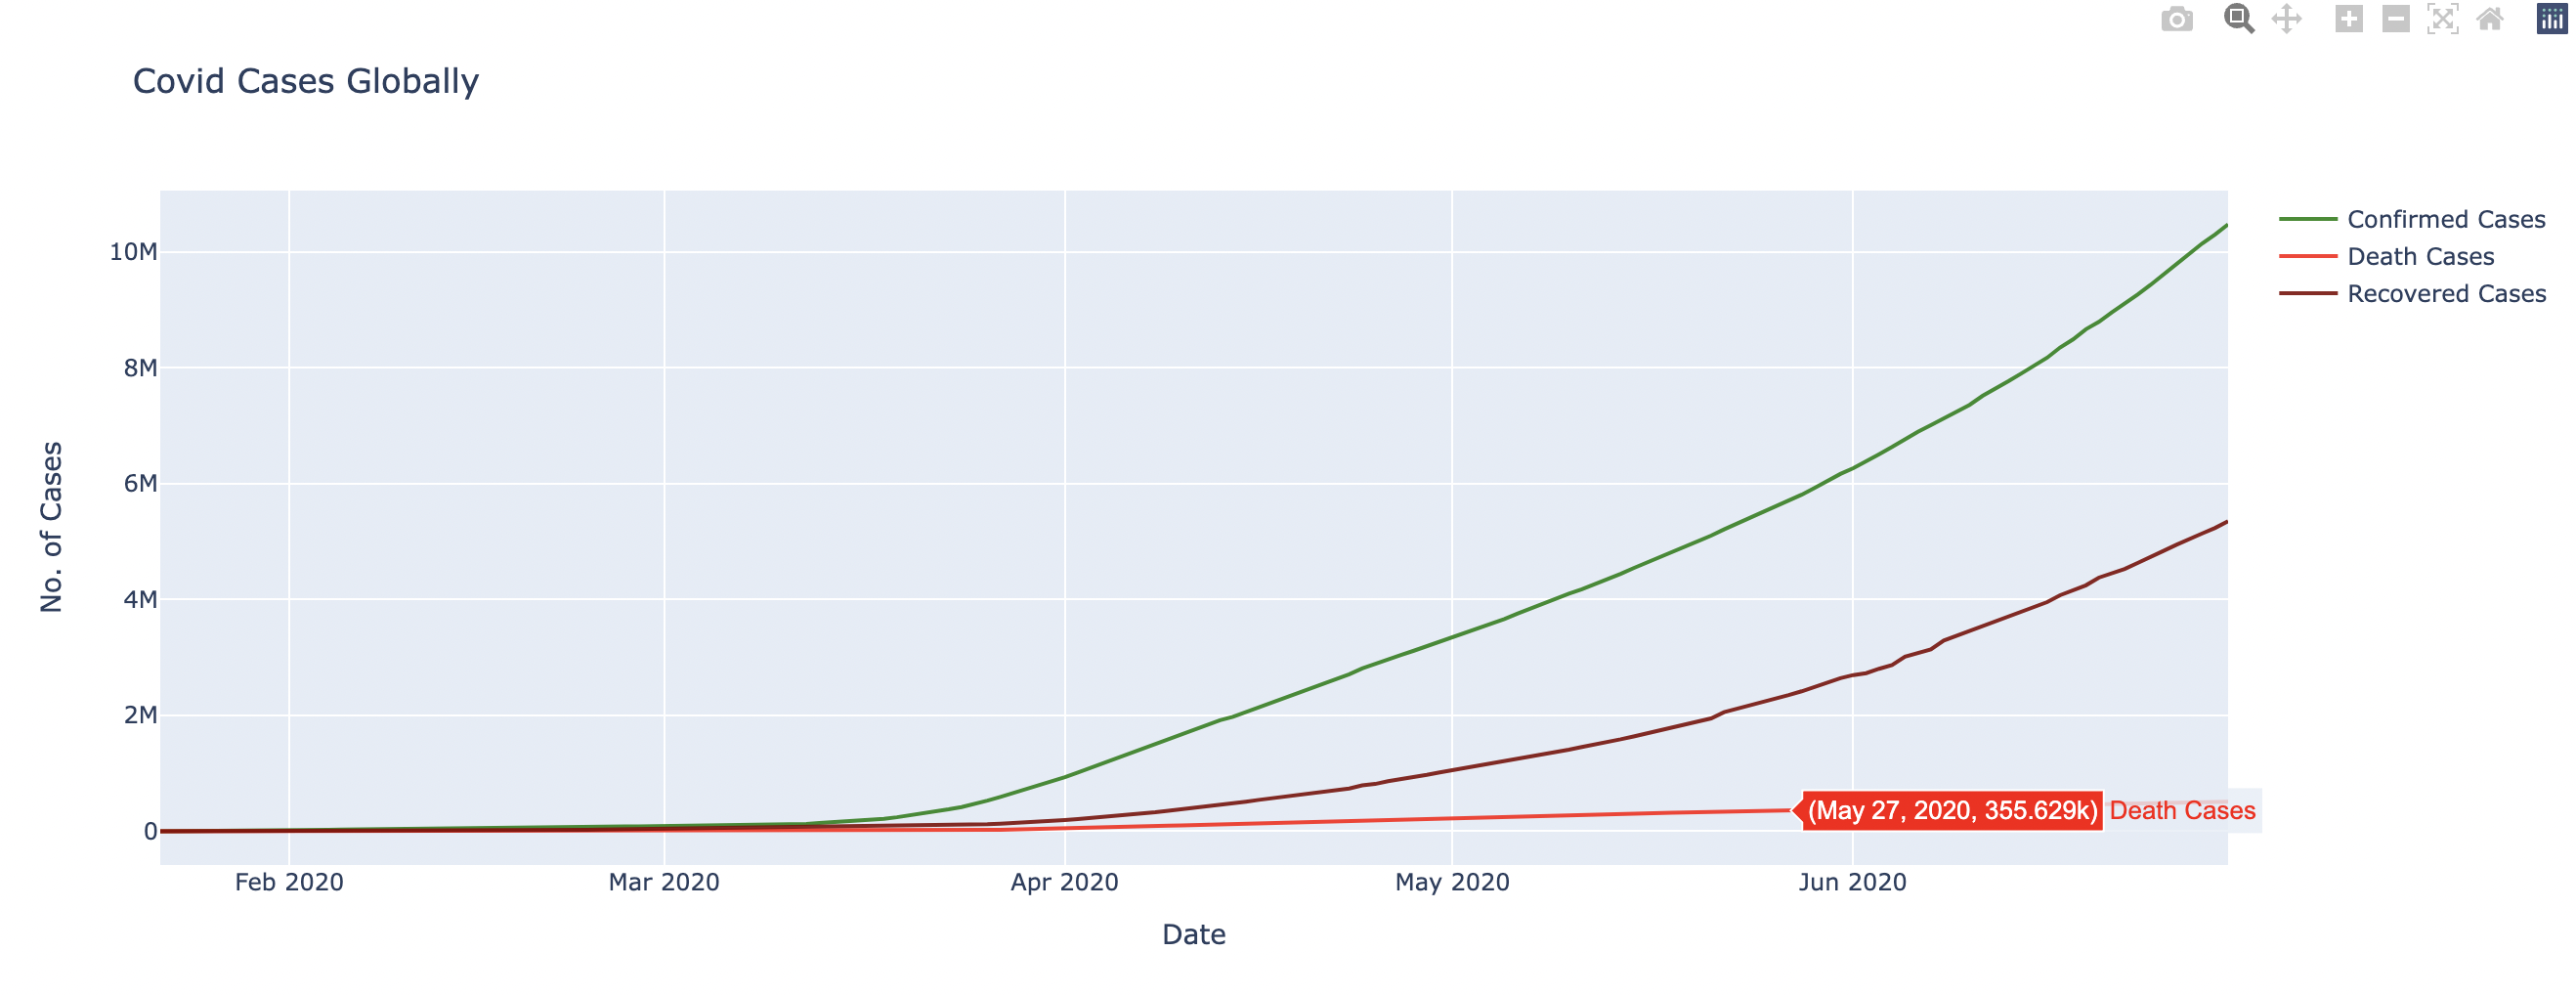 Covid Cases Globally
Confirmed Cases
Death Cases
Recovered Cases
No. of Cases
10M
8M
6M
4M
2M
0
(May 27, 2020, 355.629k) Death Cases
Feb 2020 Mar 2020 Apr 2020 May 2020 Jun 2020
Date